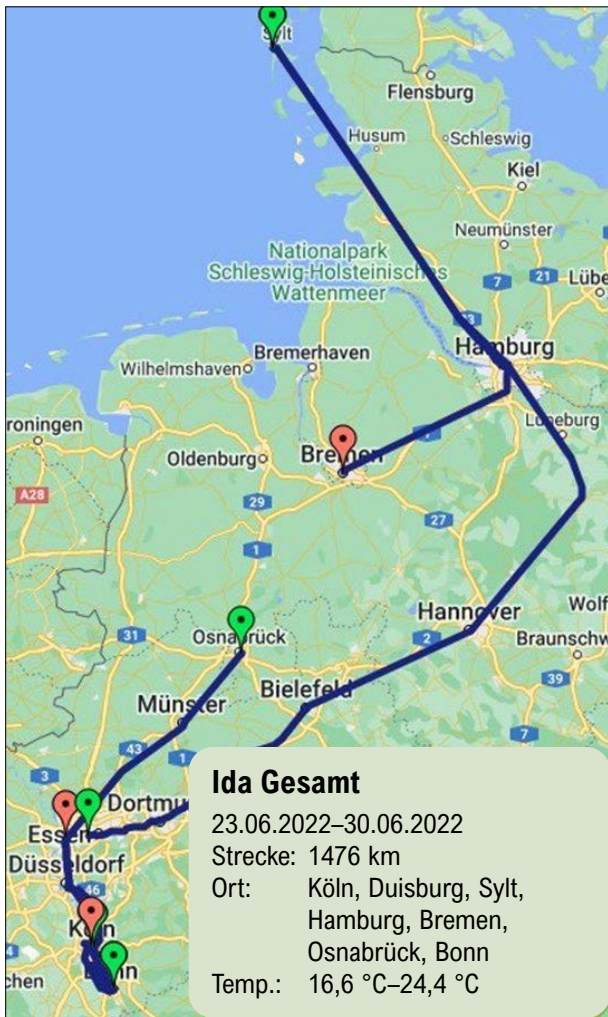 Sylt
Flensburg
Husum
Schleswig
Kiel
Neumünster
Nationalpark
Schleswig-Holsteinisches
Wattenmeer
7
21
Lübe
23
Hamburg
Wilhelmshaven
Bremerhaven
roningen
Lüneburg
Oldenburg
Bremen
A28
29
27
1
Hannover
Wolf
31
Osnabrück
2
Braunschw
Bielefeld
39
Münster
43
1
7
3
Dortmu
Essen
Düsseldorf
46
Köln
4
chen
Bonn
Ida Gesamt
23.06.2022–30.06.2022
Strecke: 1476 km
Ort: Köln, Duisburg, Sylt,
Hamburg, Bremen,
Osnabrück, Bonn
Temp.: 16,6 °C–24,4 °C